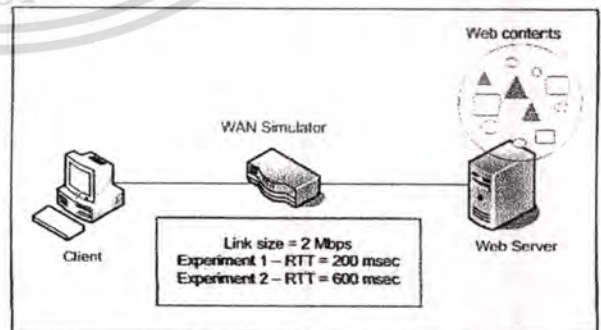 Web contents
WAN Simulator
Client
Link size = 2 Mbps
Experiment 1 – RTT = 200 msec
Experiment 2 – RTT = 600 msec
Web Server